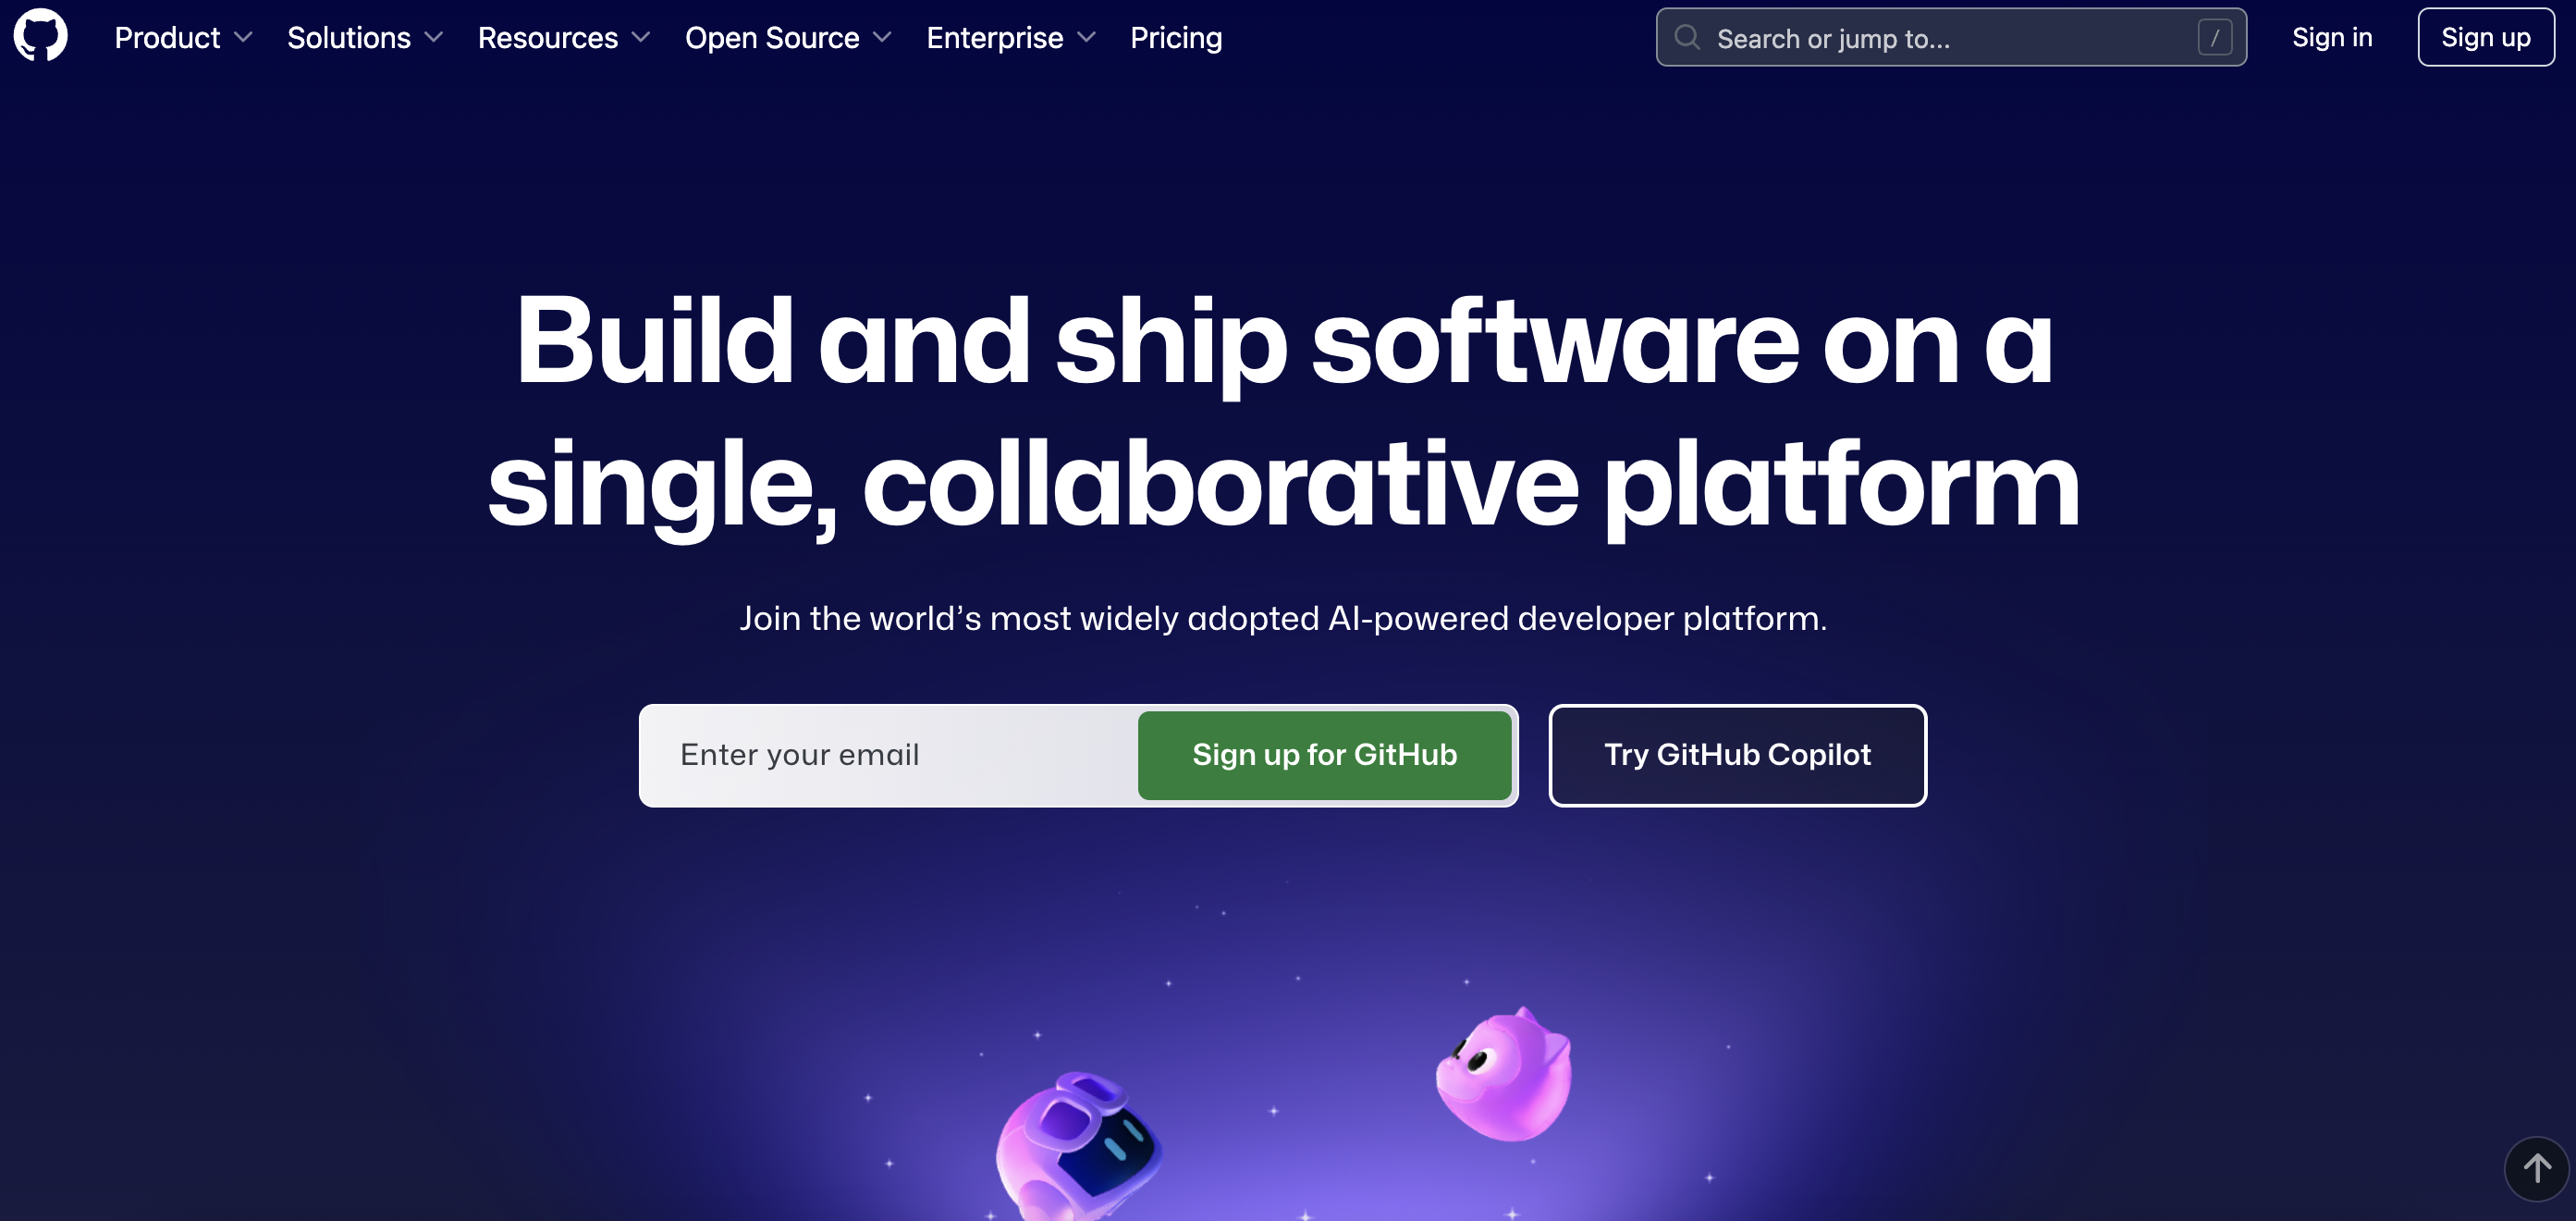 Product
Solutions
Resources
Open Source
Enterprise
Pricing
Search or jump to...
/
Sign in
Sign up
Build and ship software on a
single, collaborative platform
Join the world’s most widely adopted AI-powered developer platform.
Enter your email
Sign up for GitHub
Try GitHub Copilot